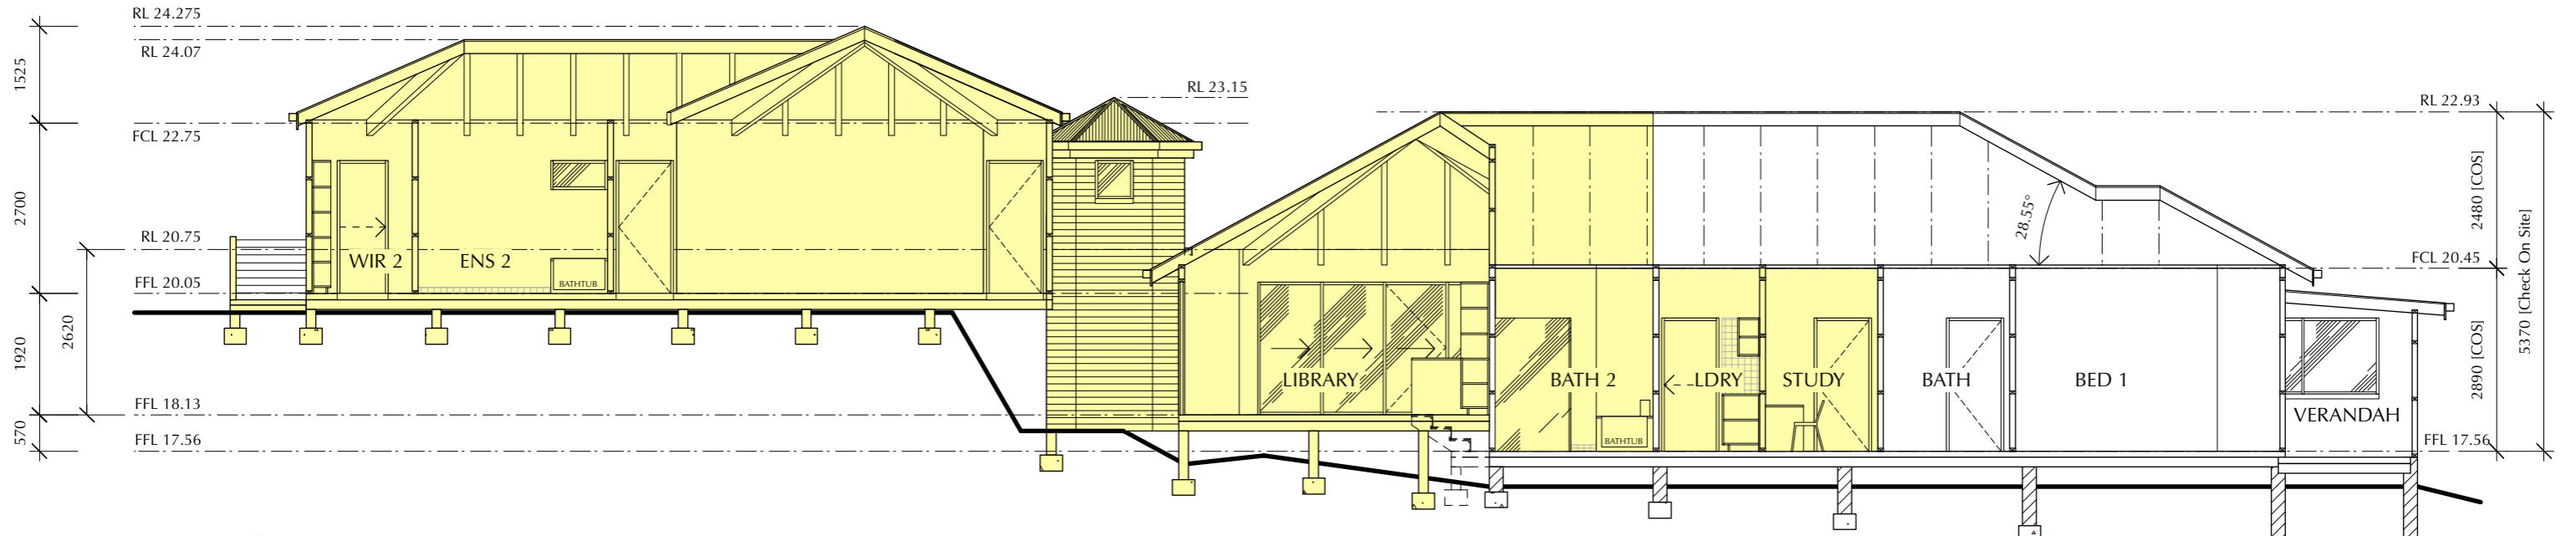 RL 24.275
RL 24.07
1525
RL 23.15
RL 22.93
FCL 22.75
2700
2480 [COS]
28.55°
5370 [Check On Site]
RL 20.75
WIR 2
ENS 2
FCL 20.45
FFL 20.05
BATHTUB
2620
1920
LIBRARY
BATH 2
LDRY
STUDY
BATH
BED 1
2890 [COS]
FFL 18.13
VERANDAH
570
FFL 17.56
BATHTUB
FFL 17.56